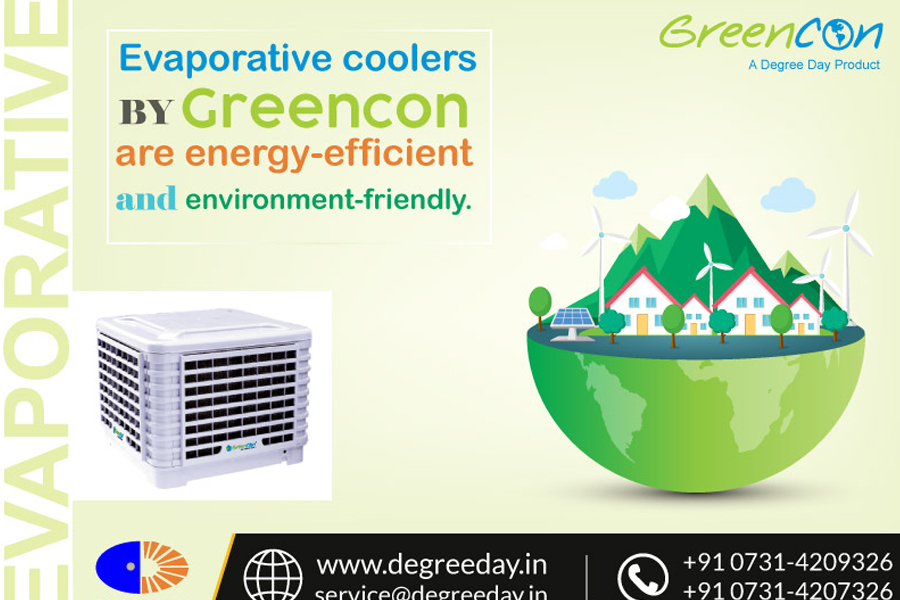 EVAPORATIVE
GreenCon
A Degree Day Product
Evaporative coolers
BY Greencon
are energy-efficient
and environment-friendly.
GreenCon
www.degreeday.in
service@degreeday.in
+91 0731-4209326
+91 0731-4207326